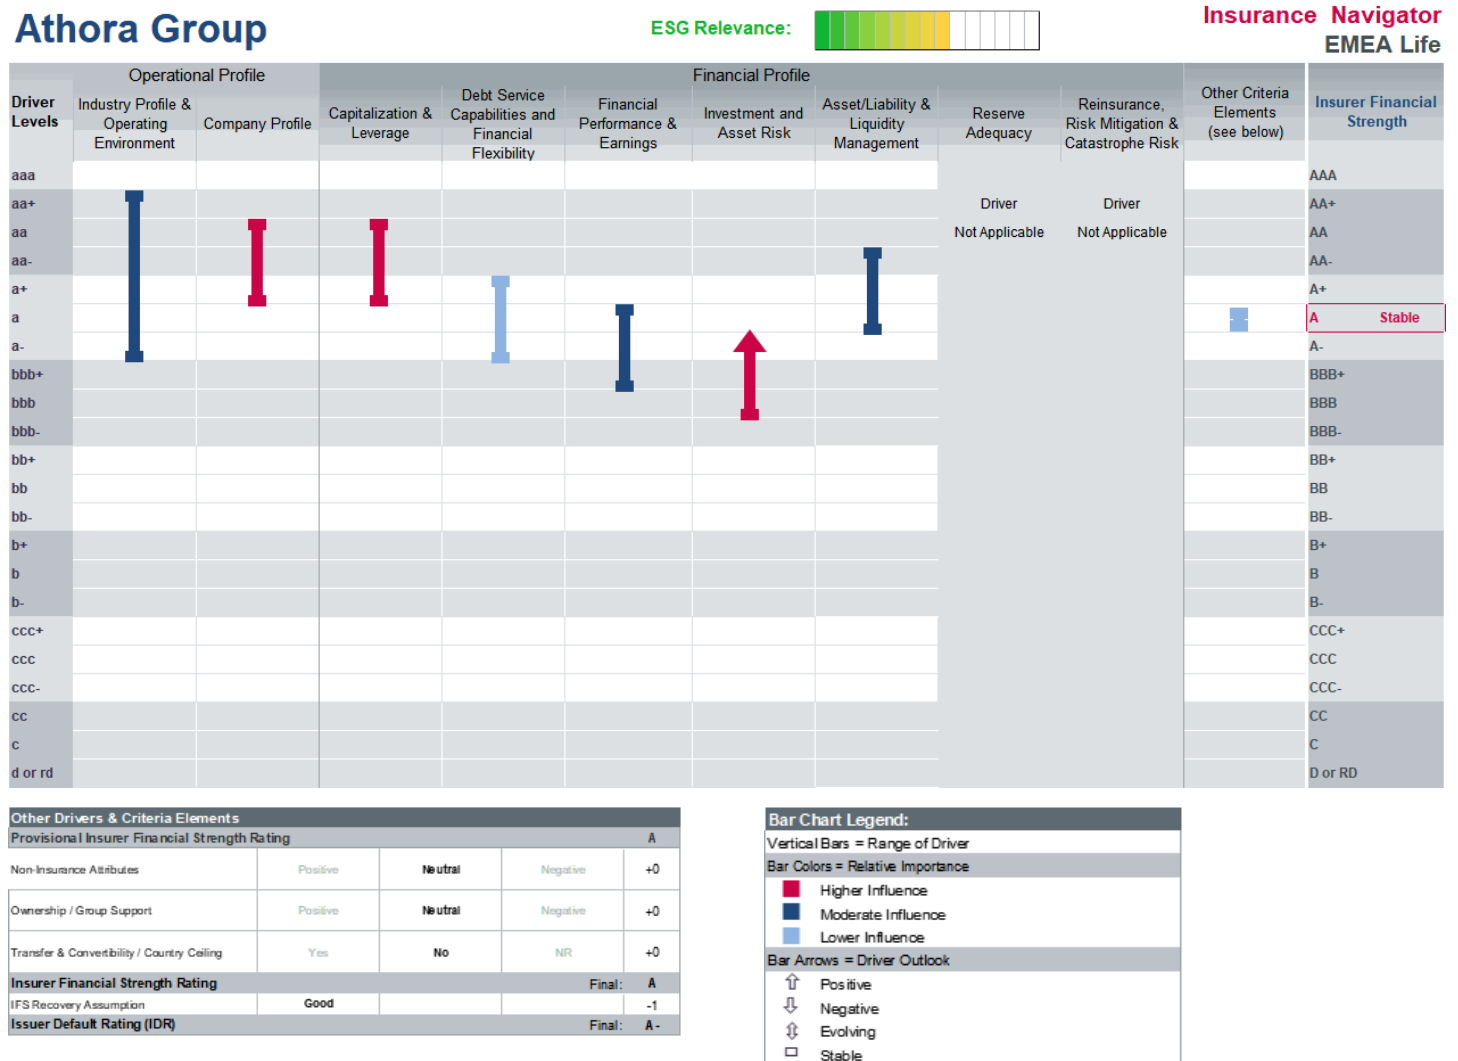 Athora Group
ESG Relevance:
Insurance Navigator
EMEA Life
Operational Profile
Financial Profile
Driver
Levels
Industry Profile &
Operating
Environment
Company Profile
Capitalization &
Leverage
Debt Service
Capabilities and
Financial
Flexibility
Financial
Performance &
Earnings
Investment and
Asset Risk
Asset/Liability &
Liquidity
Management
Reserve
Adequacy
Reinsurance,
Risk Mitigation &
Catastrophe Risk
Other Criteria
Elements
(see below)
Insurer Financial
Strength
aaa AAA
aa+ Driver Driver AA+
aa Not Applicable Not Applicable AA
aa- AA-
a+ A+
a A Stable
a- A-
bbb+ BBB+
bbb BBB
bbb- BBB-
bb+ BB+
bb BB
bb- BB-
b+ B+
b B
b- B-
ccc+ CCC+
ccc CCC
ccc- CCC-
cc CC
c C
d or rd D or RD
Other Drivers & Criteria Elements
Provisional Insurer Financial Strength Rating A
Non-Insurance Attributes Positive Neutral Negative +0
Ownership / Group Support Positive Neutral Negative +0
Transfer & Convertibility / Country Ceiling Yes No NR +0
Insurer Financial Strength Rating Final: A
IFS Recovery Assumption Good -1
Issuer Default Rating (IDR) Final: A-
Bar Chart Legend:
Vertical Bars = Range of Driver
Bar Colors = Relative Importance
Higher Influence
Moderate Influence
Lower Influence
Bar Arrows = Driver Outlook
Positive
Negative
Evolving
Stable